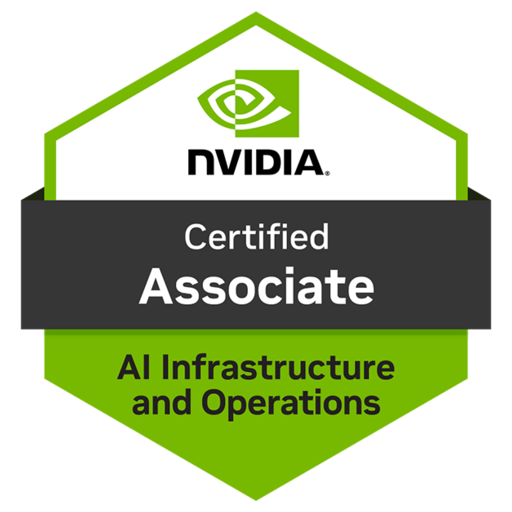 NVIDIA®
Certified
Associate
AI Infrastructure
and Operations